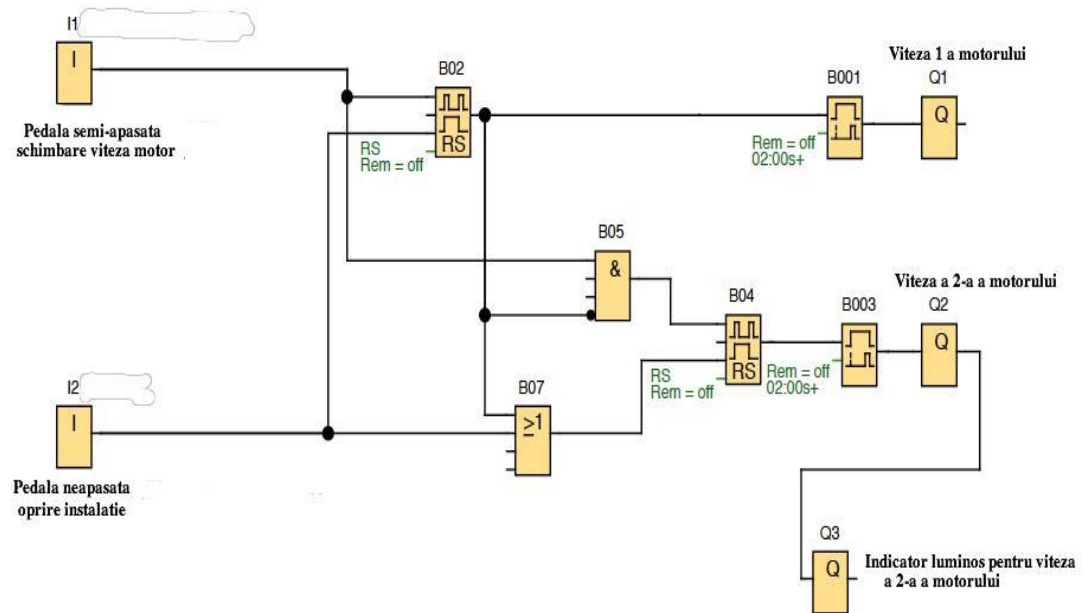 I1
I
Pedala semi-apasata
schimbare viteza motor
B02
RS
RS
Rem = off
Viteza 1 a motorului
B001
Q1
Q
Rem = off
02:00s+
B05
&
Viteza a 2-a a motorului
B04
RS
RS
Rem = off
B003
Q2
Q
Rem = off
02:00s+
I2
I
Pedala neapasata
oprire instalatie
B07
≥1
Q3
Q
Indicator luminos pentru viteza
a 2-a a motorului